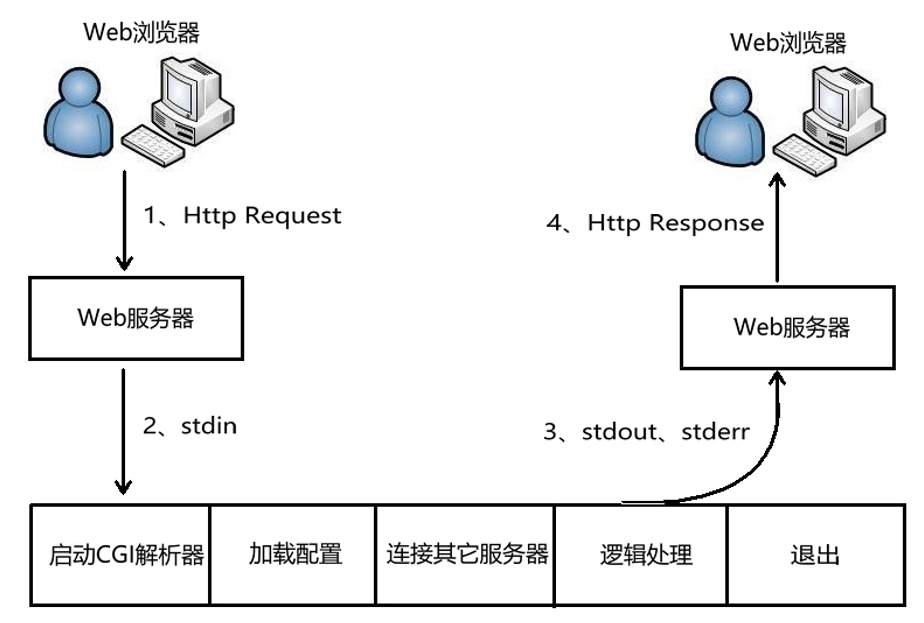 Web浏览器
Web浏览器
1、Http Request
4、Http Response
Web服务器
Web服务器
2、stdin
3、stdout、stderr
启动CGI解析器
加载配置
连接其它服务器
逻辑处理
退出